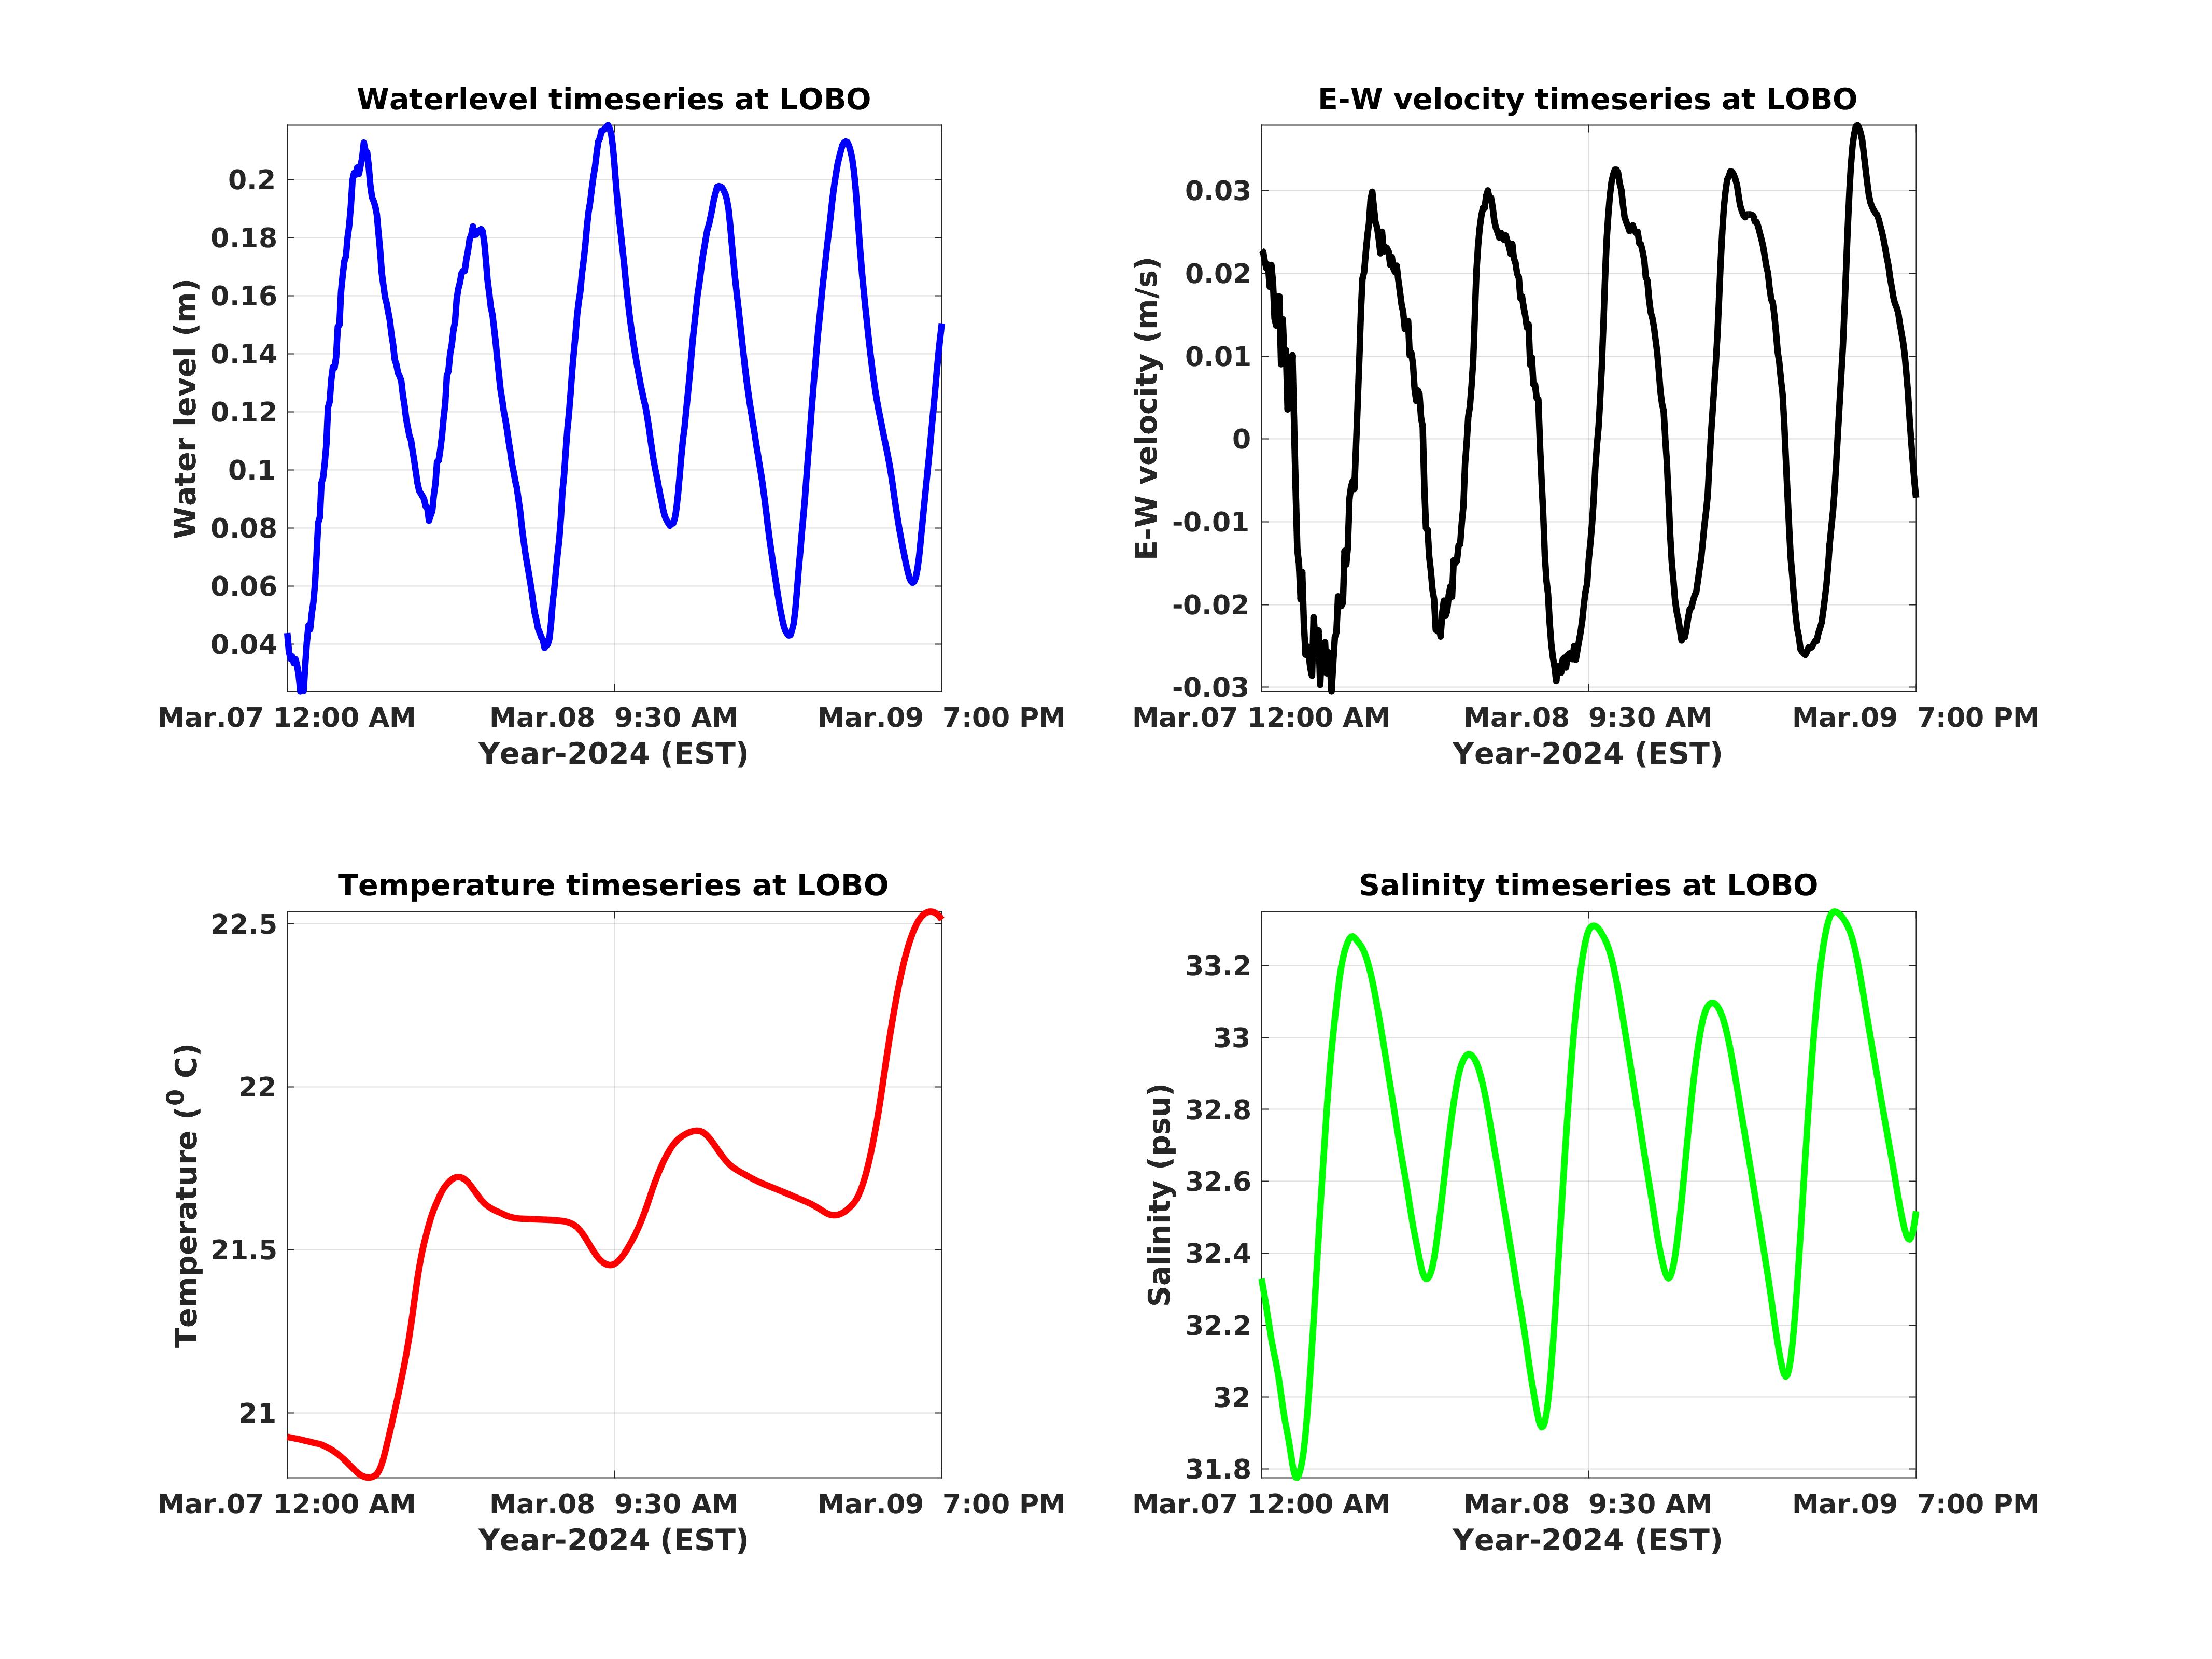 Waterlevel timeseries at LOBO
Water level (m)
0.2
0.18
0.16
0.14
0.12
0.1
0.08
0.06
0.04
Mar.07 12:00 AM
Mar.08 9:30 AM
Mar.09 7:00 PM
Year-2024 (EST)
E-W velocity timeseries at LOBO
E-W velocity (m/s)
0.03
0.02
0.01
0
-0.01
-0.02
-0.03
Mar.07 12:00 AM
Mar.08 9:30 AM
Mar.09 7:00 PM
Year-2024 (EST)
Temperature timeseries at LOBO
Temperature (⁰ C)
22.5
22
21.5
21
Mar.07 12:00 AM
Mar.08 9:30 AM
Mar.09 7:00 PM
Year-2024 (EST)
Salinity timeseries at LOBO
Salinity (psu)
33.2
33
32.8
32.6
32.4
32.2
32
31.8
Mar.07 12:00 AM
Mar.08 9:30 AM
Mar.09 7:00 PM
Year-2024 (EST)